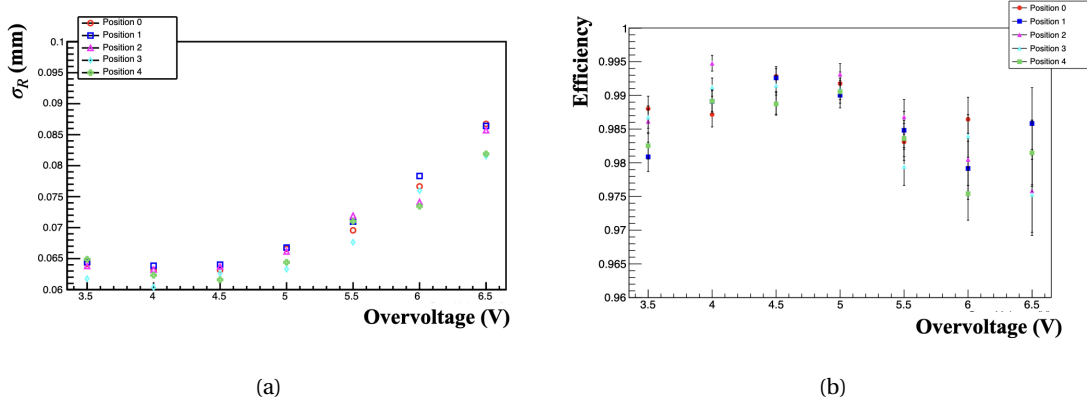 Position 0
Position 1
Position 2
Position 3
Position 4
σR (mm)
0.1
0.095
0.09
0.085
0.08
0.075
0.07
0.065
0.06
3.5 4 4.5 5 5.5 6 6.5
Overvoltage (V)
(a)
Position 0
Position 1
Position 2
Position 3
Position 4
Efficiency
1
0.995
0.99
0.985
0.98
0.975
0.97
0.965
0.96
3.5 4 4.5 5 5.5 6 6.5
Overvoltage (V)
(b)